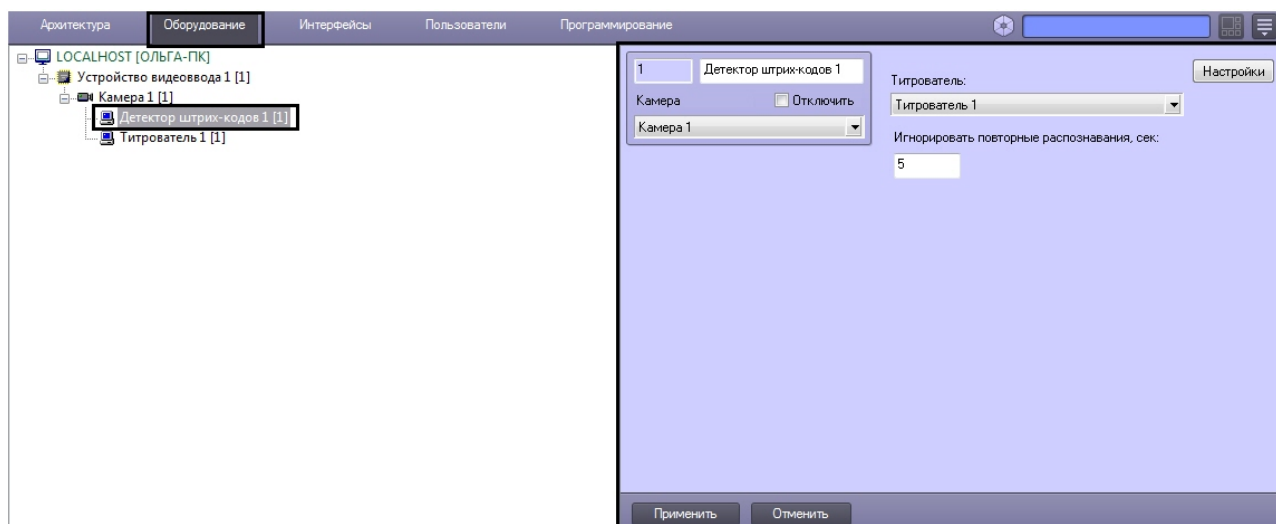 Архитектура Оборудование Интерфейсы Пользователи Программирование
LOCALHOST [ОЛЬГА-ПК]
Устройство видеоввода 1 [1]
Камера 1 [1]
Детектор штрих-кодов 1 [1]
Титрователь 1 [1]
1 Детектор штрих-кодов 1
Камера Отключить
Камера 1
Титрователь: Настройки
Титрователь 1
Игнорировать повторные распознавания, сек:
5
Применить Отменить